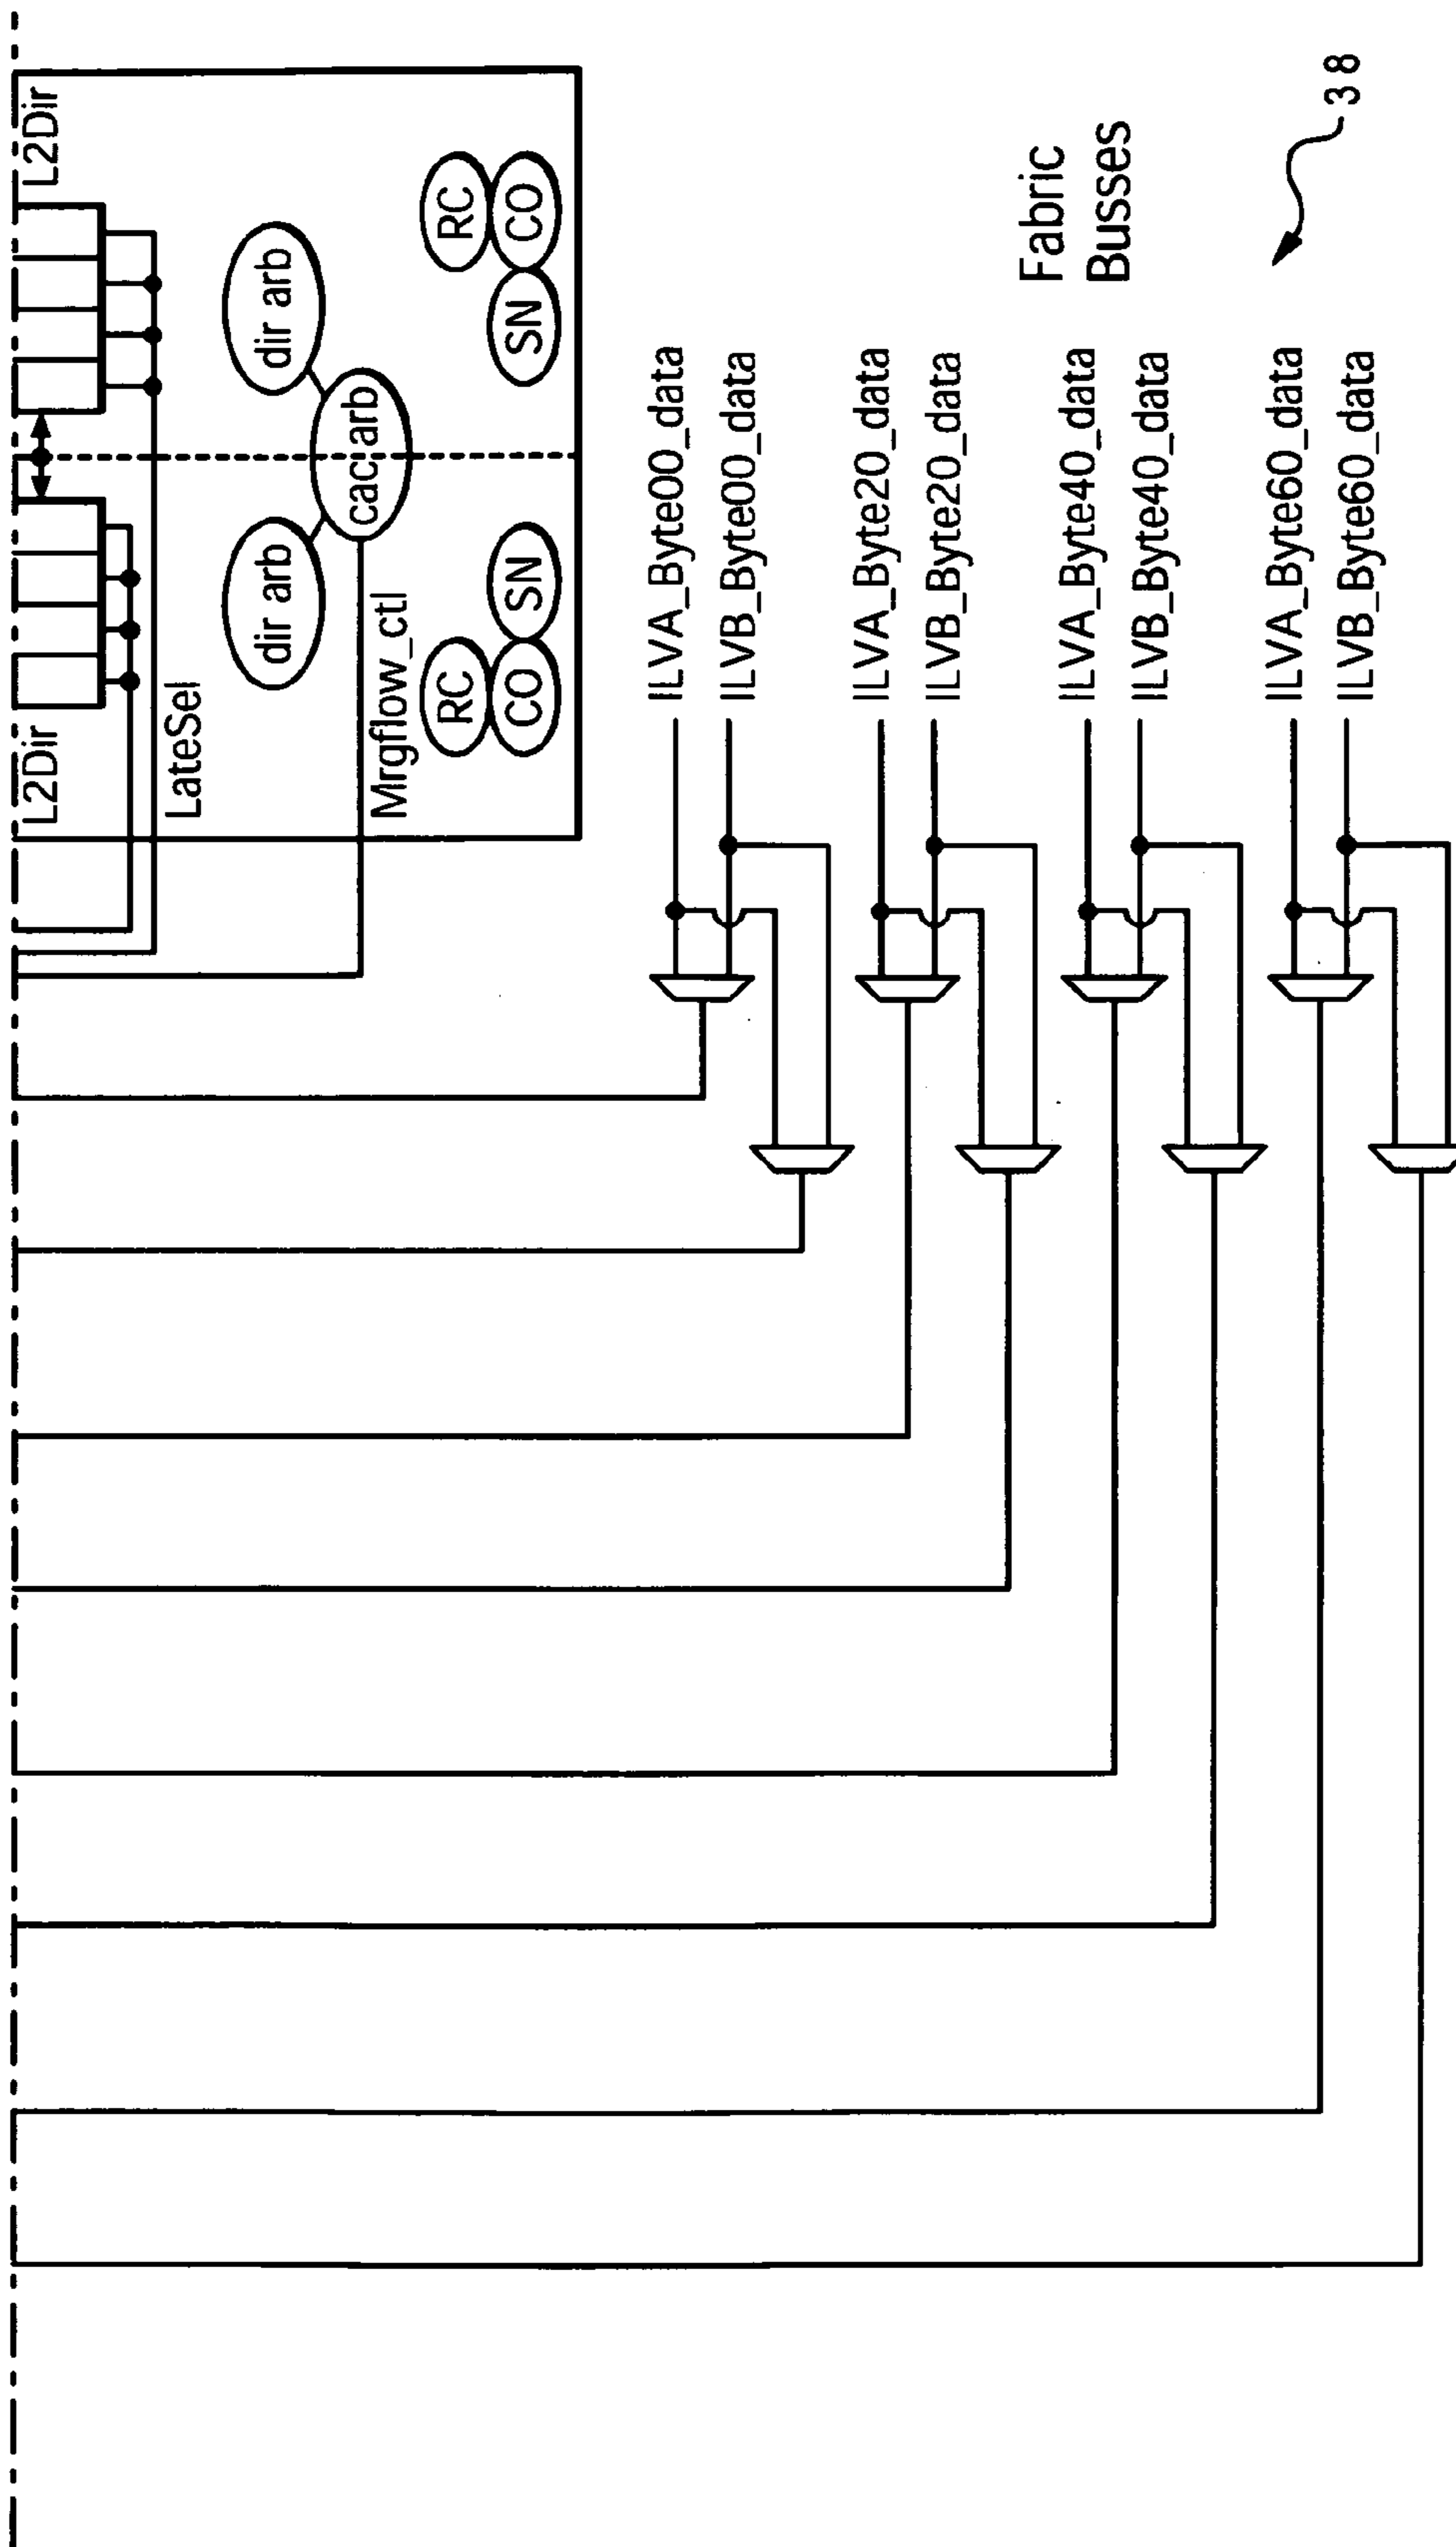 L2Dir
L2Dir
LateSel
dir arb
dir arb
cac arb
Mrgflow_ctl
RC
RC
CO
SN
SN
CO
ILVA_Byte00_data
ILVB_Byte00_data
ILVA_Byte20_data
ILVB_Byte20_data
ILVA_Byte40_data
ILVB_Byte40_data
ILVA_Byte60_data
ILVB_Byte60_data
Fabric
Busses
38